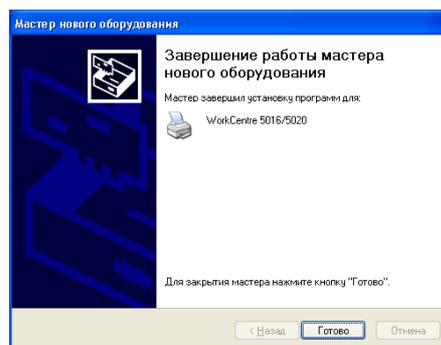 Мастер нового оборудования
Завершение работы мастера
нового оборудования
Мастер завершил установку программ для:
WorkCentre 5016/5020
Для закрытия мастера нажмите кнопку "Готово".
< Назад
Готово
Отмена